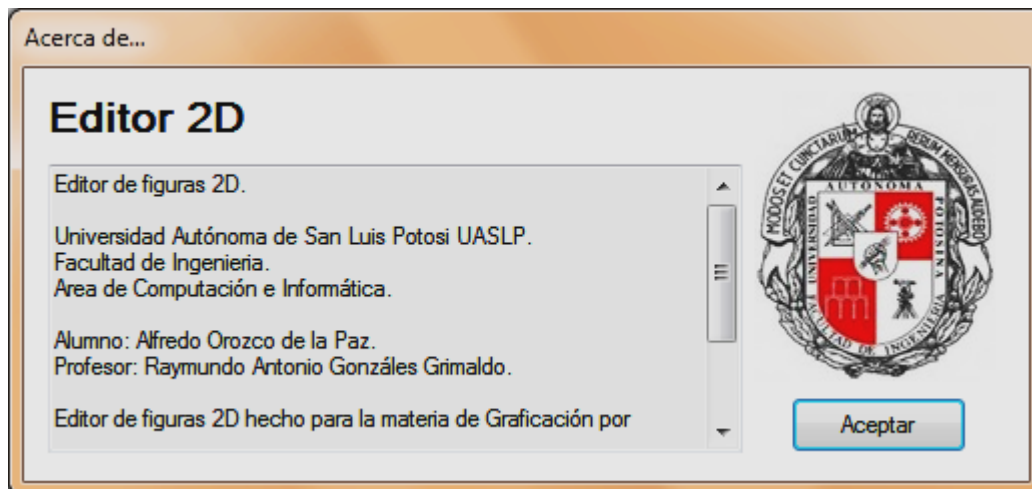 Acerca de...
Editor 2D
Editor de figuras 2D.
Universidad Autónoma de San Luis Potosi UASLP.
Facultad de Ingenieria.
Area de Computación e Informática.
Alumno: Alfredo Orozco de la Paz.
Profesor: Raymundo Antonio Gonzáles Grimaldo.
Editor de figuras 2D hecho para la materia de Graficación por
MODOS ET CUNCTARUM RERUM MENSURAS AUDEBO
UNIVERSIDAD AUTONOMA POTOSINA
FACULTAD DE INGENIERIA
Aceptar